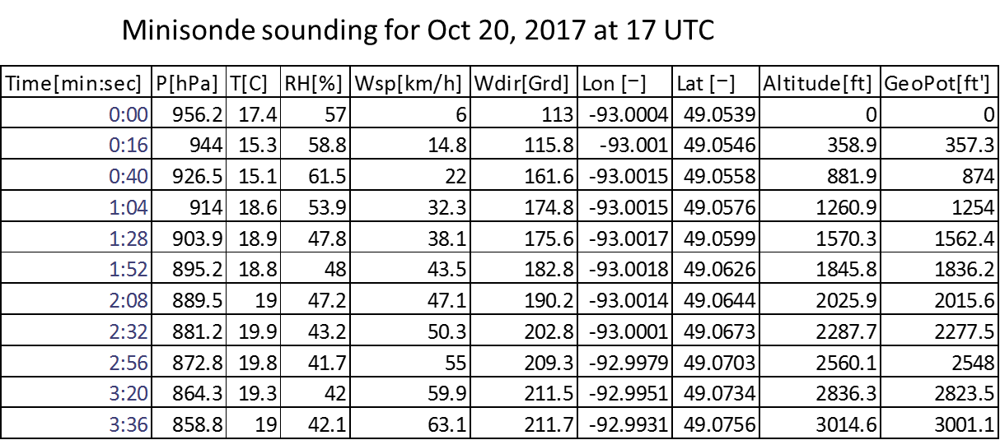 Minisonde sounding for Oct 20, 2017 at 17 UTC
Time[min:sec] P[hPa] T[C] RH[%] Wsp[km/h] Wdir[Grd] Lon [‾] Lat [‾] Altitude[ft] GeoPot[ft']
0:00 956.2 17.4 57 6 113 -93.0004 49.0539 0 0
0:16 944 15.3 58.8 14.8 115.8 -93.001 49.0546 358.9 357.3
0:40 926.5 15.1 61.5 22 161.6 -93.0015 49.0558 881.9 874
1:04 914 18.6 53.9 32.3 174.8 -93.0015 49.0576 1260.9 1254
1:28 903.9 18.9 47.8 38.1 175.6 -93.0017 49.0599 1570.3 1562.4
1:52 895.2 18.8 48 43.5 182.8 -93.0018 49.0626 1845.8 1836.2
2:08 889.5 19 47.2 47.1 190.2 -93.0014 49.0644 2025.9 2015.6
2:32 881.2 19.9 43.2 50.3 202.8 -93.0001 49.0673 2287.7 2277.5
2:56 872.8 19.8 41.7 55 209.3 -92.9979 49.0703 2560.1 2548
3:20 864.3 19.3 42 59.9 211.5 -92.9951 49.0734 2836.3 2823.5
3:36 858.8 19 42.1 63.1 211.7 -92.9931 49.0756 3014.6 3001.1